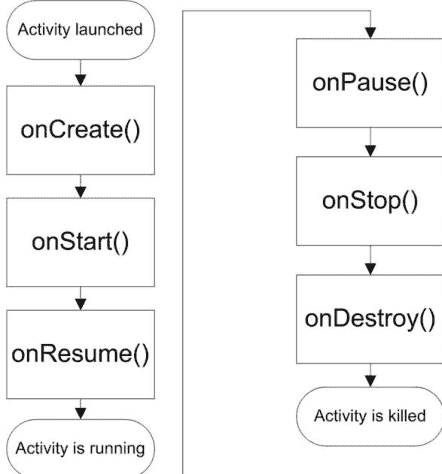 Activity launched
onCreate()
onStart()
onResume()
Activity is running
onPause()
onStop()
onDestroy()
Activity is killed